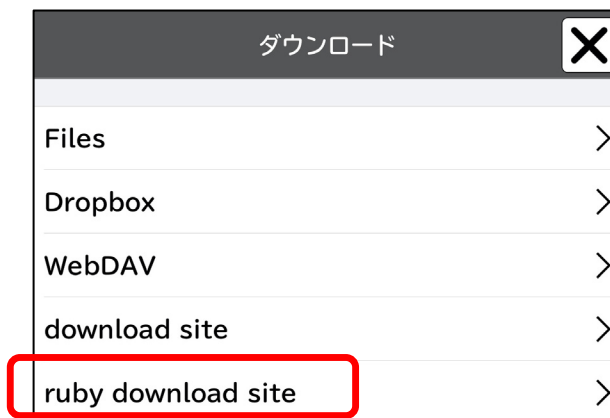 ダウンロード
Files
Dropbox
WebDAV
download site
ruby download site